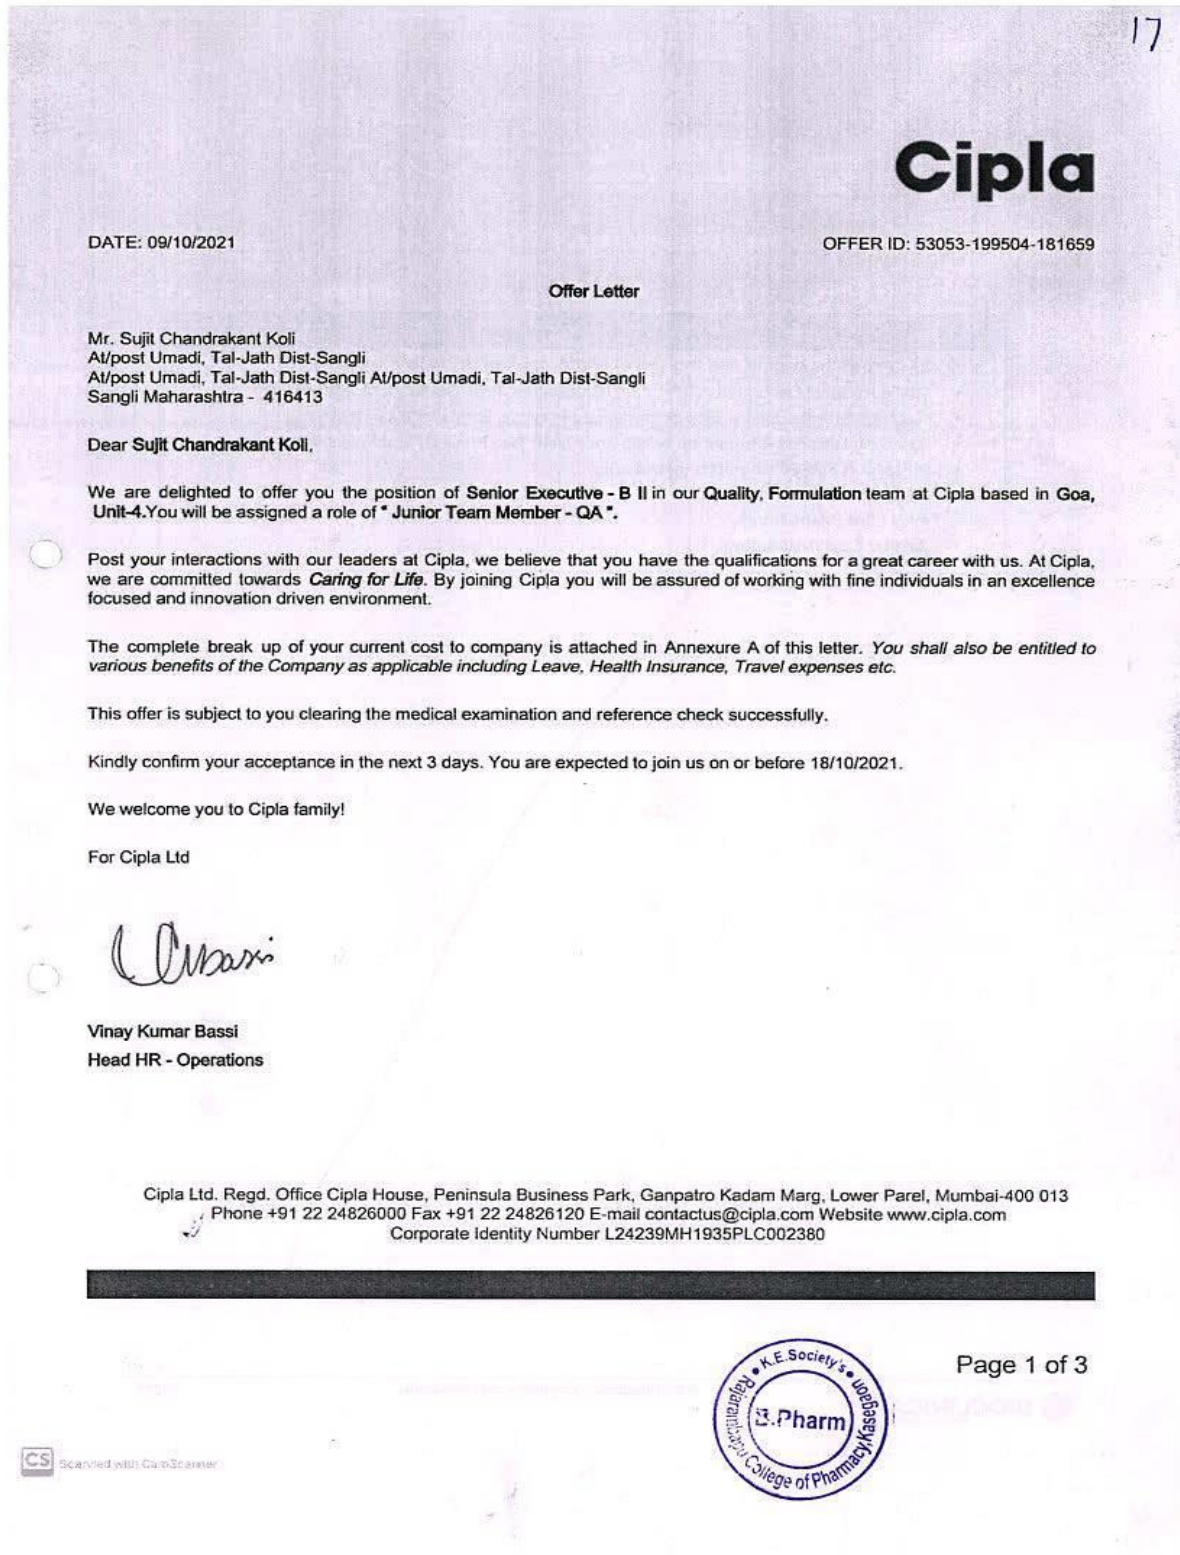 17
Cipla
DATE: 09/10/2021
OFFER ID: 53053-199504-181659
Offer Letter
Mr. Sujit Chandrakant Koli
At/post Umadi, Tal-Jath Dist-Sangli
At/post Umadi, Tal-Jath Dist-Sangli At/post Umadi, Tal-Jath Dist-Sangli
Sangli Maharashtra - 416413
Dear Sujit Chandrakant Koli,
We are delighted to offer you the position of Senior Executive - B II in our Quality, Formulation team at Cipla based in Goa,
Unit-4.You will be assigned a role of " Junior Team Member - QA ".
Post your interactions with our leaders at Cipla, we believe that you have the qualifications for a great career with us. At Cipla,
we are committed towards Caring for Life. By joining Cipla you will be assured of working with fine individuals in an excellence
focused and innovation driven environment.
The complete break up of your current cost to company is attached in Annexure A of this letter. You shall also be entitled to
various benefits of the Company as applicable including Leave, Health Insurance, Travel expenses etc.
This offer is subject to you clearing the medical examination and reference check successfully.
Kindly confirm your acceptance in the next 3 days. You are expected to join us on or before 18/10/2021.
We welcome you to Cipla family!
For Cipla Ltd
Vinay Kumar Bassi
Head HR - Operations
Cipla Ltd. Regd. Office Cipla House, Peninsula Business Park, Ganpatro Kadam Marg, Lower Parel, Mumbai-400 013
Phone +91 22 24826000 Fax +91 22 24826120 E-mail contactus@cipla.com Website www.cipla.com
Corporate Identity Number L24239MH1935PLC002380
Page 1 of 3
K.E.Society's
Rajarambapu College of Pharmacy,Kasegaon
B.Pharm
CS Scanned with CamScanner